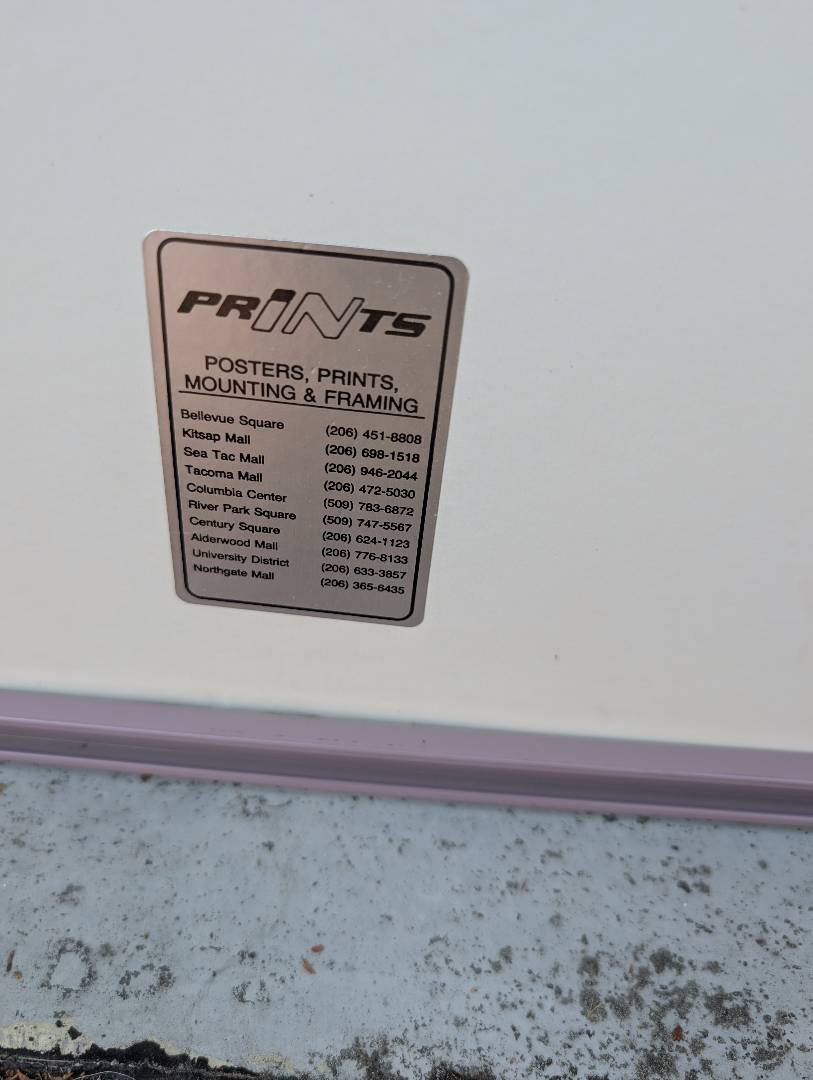 PRINTS
POSTERS, PRINTS,
MOUNTING & FRAMING
Bellevue Square (206) 451-8808
Kitsap Mall (206) 698-1518
Sea Tac Mall (206) 946-2044
Tacoma Mall (206) 472-5030
Columbia Center (509) 783-6872
River Park Square (509) 747-5567
Century Square (206) 624-1123
Alderwood Mall (206) 776-8133
University District (206) 633-3857
Northgate Mall (206) 365-6435